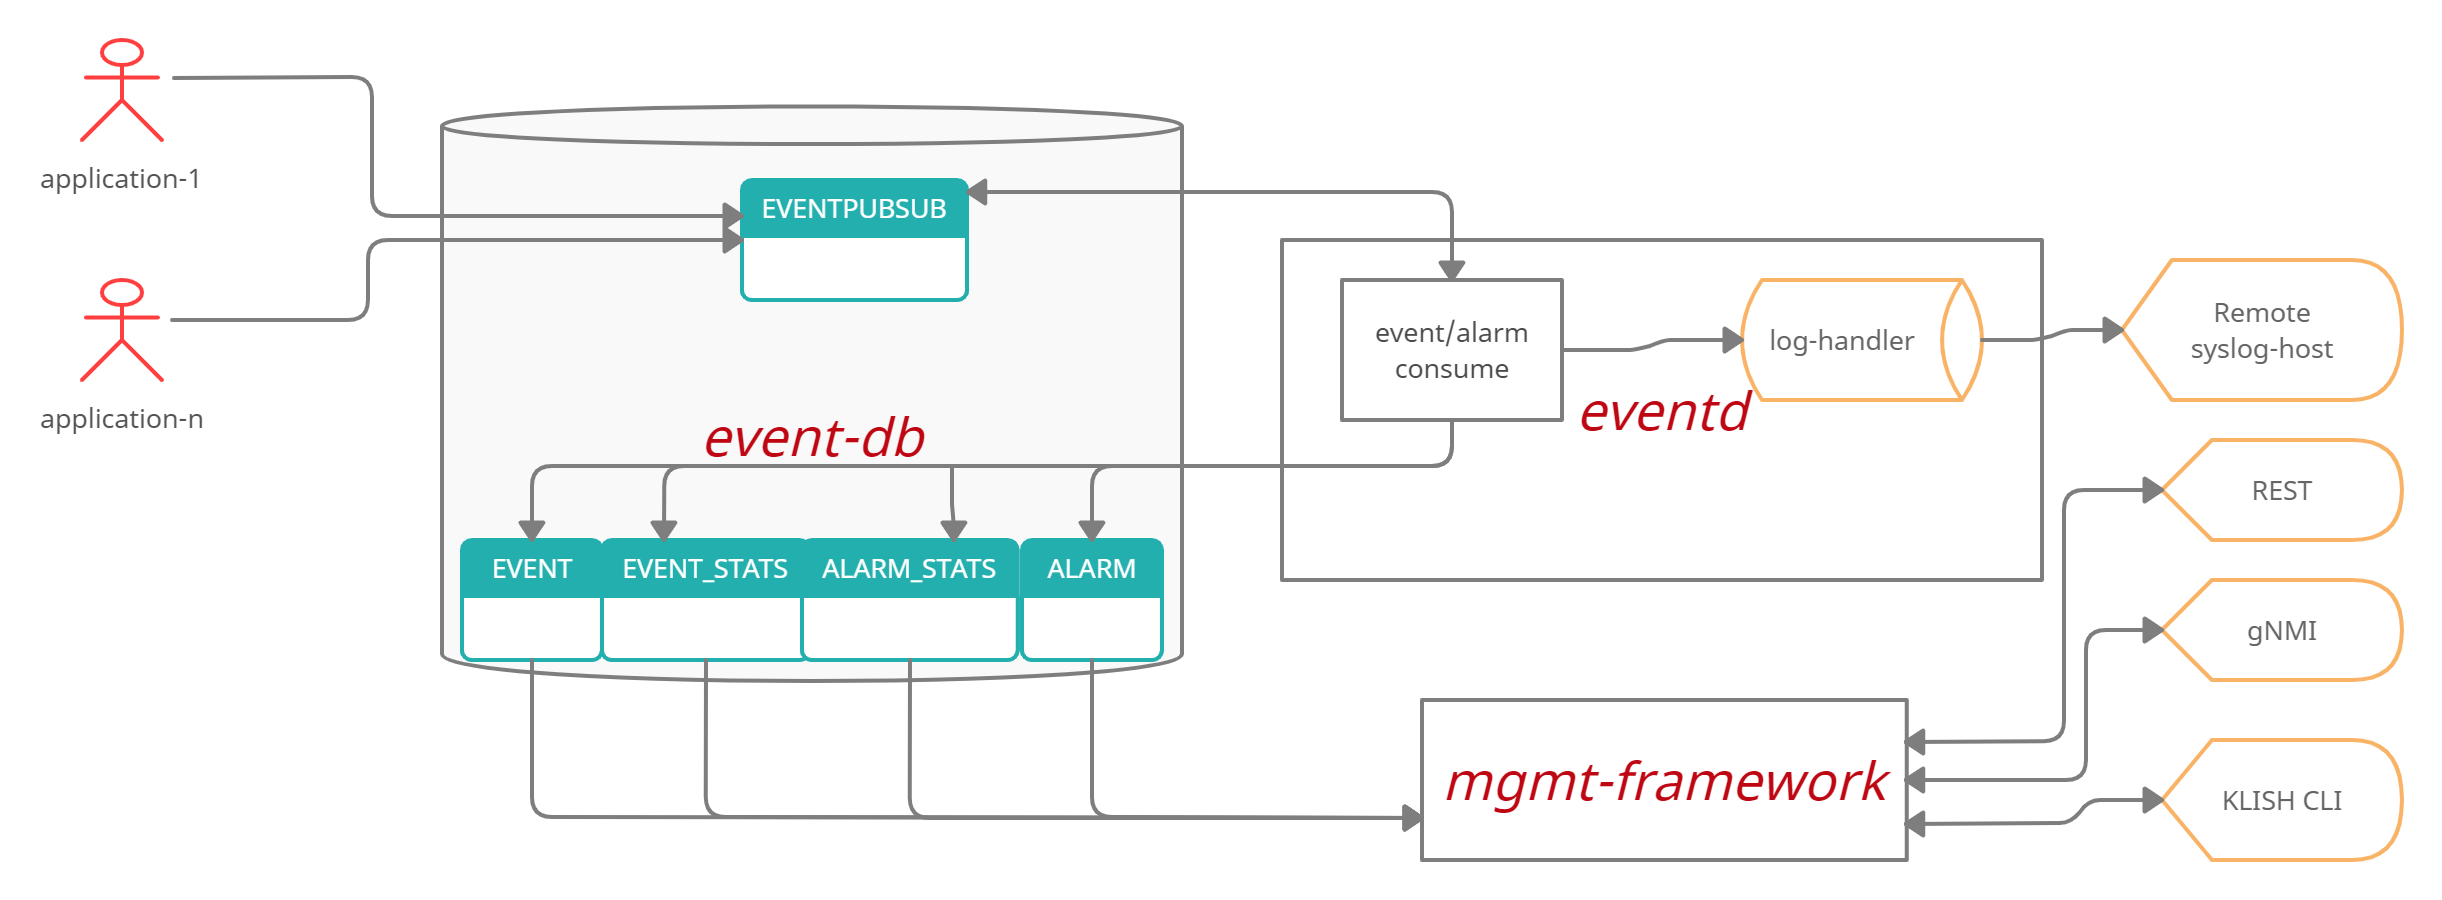 application-1
application-n
EVENTPUBSUB
event-db
EVENT
EVENT_STATS
ALARM_STATS
ALARM
event/alarm
consume
log-handler
eventd
Remote
syslog-host
REST
gNMI
KLISH CLI
mgmt-framework